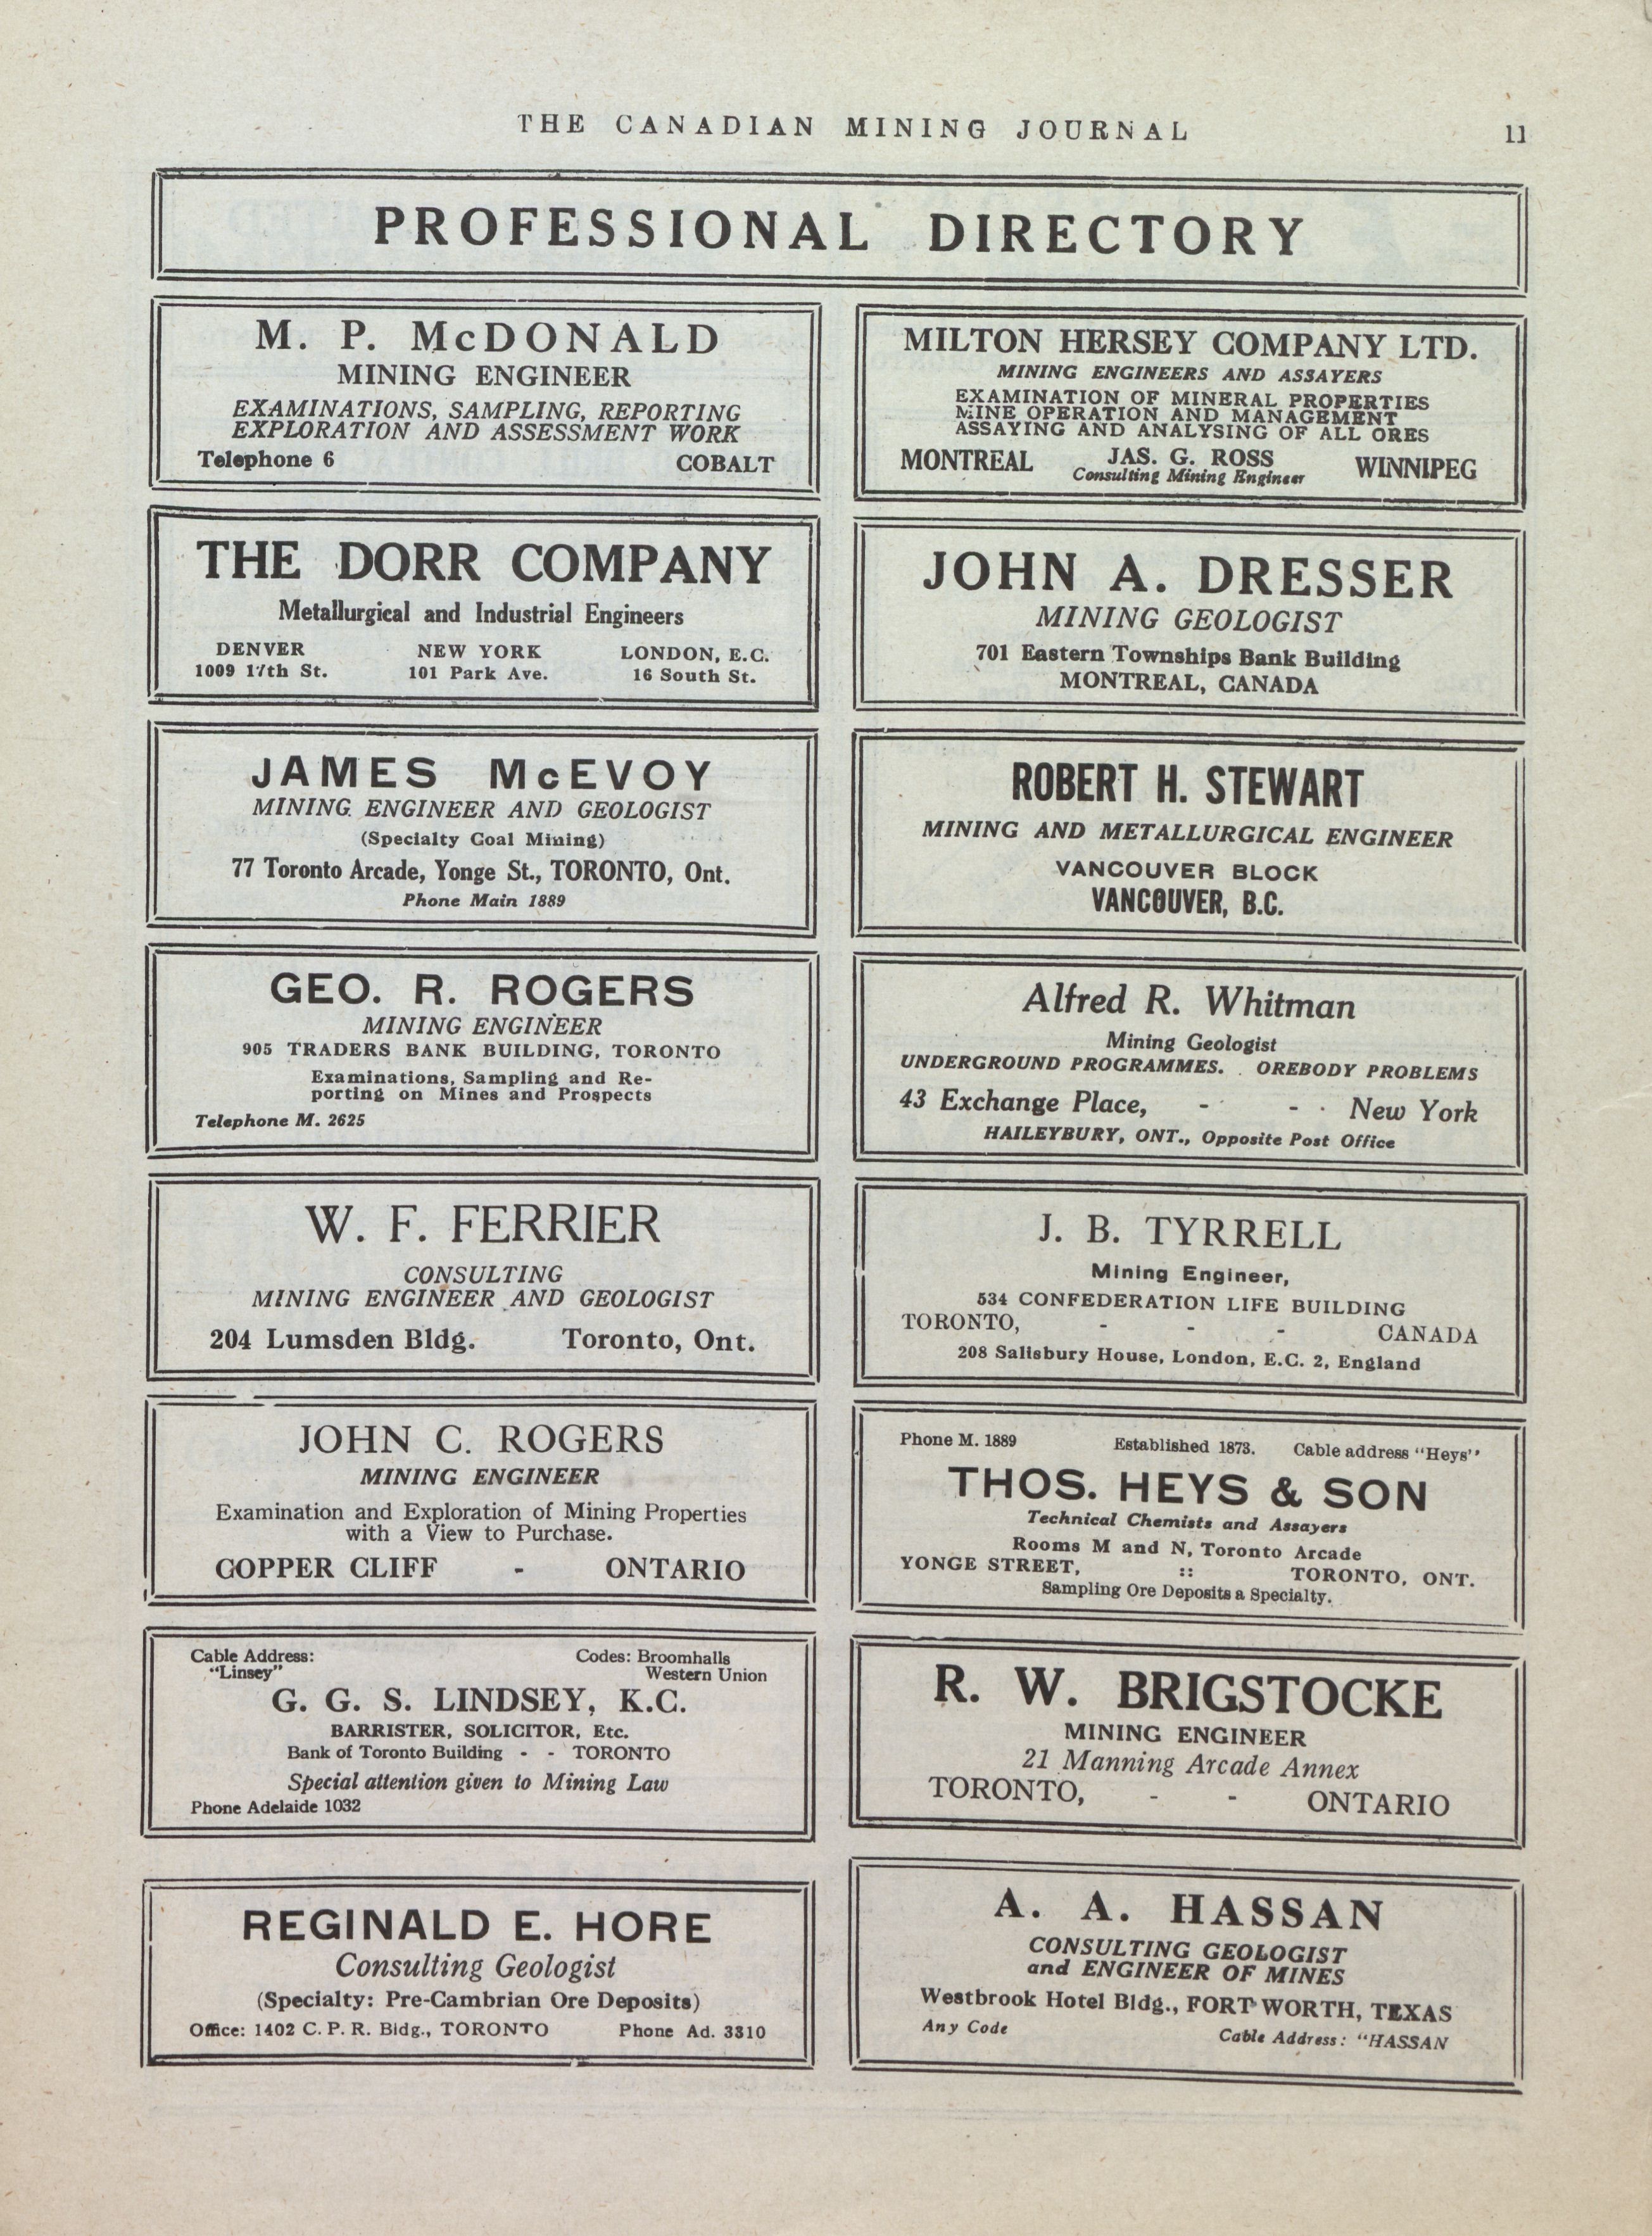 THE CANADIAN MINING JOURNAL 11
PROFESSIONAL DIRECTORY
M. P. McDONALD
MINING ENGINEER
EXAMINATIONS, SAMPLING, REPORTING
EXPLORATION AND ASSESSMENT WORK
Telephone 6 COBALT
MILTON HERSEY COMPANY LTD.
MINING ENGINEERS AND ASSAYERS
EXAMINATION OF MINERAL PROPERTIES
MINE OPERATION AND MANAGEMENT
ASSAYING AND ANALYSING OF ALL ORES
MONTREAL JAS. G. ROSS WINNIPEG
Consulting Mining Engineer
THE DORR COMPANY
Metallurgical and Industrial Engineers
DENVER NEW YORK LONDON, E.C.
1009 17th St. 101 Park Ave. 16 South St.
JOHN A. DRESSER
MINING GEOLOGIST
701 Eastern Townships Bank Building
MONTREAL, CANADA
JAMES McEVOY
MINING ENGINEER AND GEOLOGIST
(Specialty Coal Mining)
77 Toronto Arcade, Yonge St., TORONTO, Ont.
Phone Main 1889
ROBERT H. STEWART
MINING AND METALLURGICAL ENGINEER
VANCOUVER BLOCK
VANCOUVER, B.C.
GEO. R. ROGERS
MINING ENGINEER
905 TRADERS BANK BUILDING, TORONTO
Examinations, Sampling and Re-
porting on Mines and Prospects
Telephone M. 2625
Alfred R. Whitman
Mining Geologist
UNDERGROUND PROGRAMMES. OREBODY PROBLEMS
43 Exchange Place, - - New York
HAILEYBURY, ONT., Opposite Post Office
W. F. FERRIER
CONSULTING
MINING ENGINEER AND GEOLOGIST
204 Lumsden Bldg. Toronto, Ont.
J. B. TYRRELL
Mining Engineer,
534 CONFEDERATION LIFE BUILDING
TORONTO, - - - CANADA
208 Salisbury House, London, E.C. 2, England
JOHN C. ROGERS
MINING ENGINEER
Examination and Exploration of Mining Properties
with a View to Purchase.
COPPER CLIFF - ONTARIO
Phone M. 1889 Established 1873. Cable address "Heys"
THOS. HEYS & SON
Technical Chemists and Assayers
Rooms M and N, Toronto Arcade
YONGE STREET, :: TORONTO, ONT.
Sampling Ore Deposits a Specialty.
Cable Address: Codes: Broomhalls
"Linsey" Western Union
G. G. S. LINDSEY, K.C.
BARRISTER, SOLICITOR, Etc.
Bank of Toronto Building - - TORONTO
Special attention given to Mining Law
Phone Adelaide 1032
R. W. BRIGSTOCKE
MINING ENGINEER
21 Manning Arcade Annex
TORONTO, - - ONTARIO
REGINALD E. HORE
Consulting Geologist
(Specialty: Pre-Cambrian Ore Deposits)
Office: 1402 C. P. R. Bldg., TORONTO Phone Ad. 3310
A. A. HASSAN
CONSULTING GEOLOGIST
and ENGINEER OF MINES
Westbrook Hotel Bldg., FORT WORTH, TEXAS
Any Code Cable Address: "HASSAN